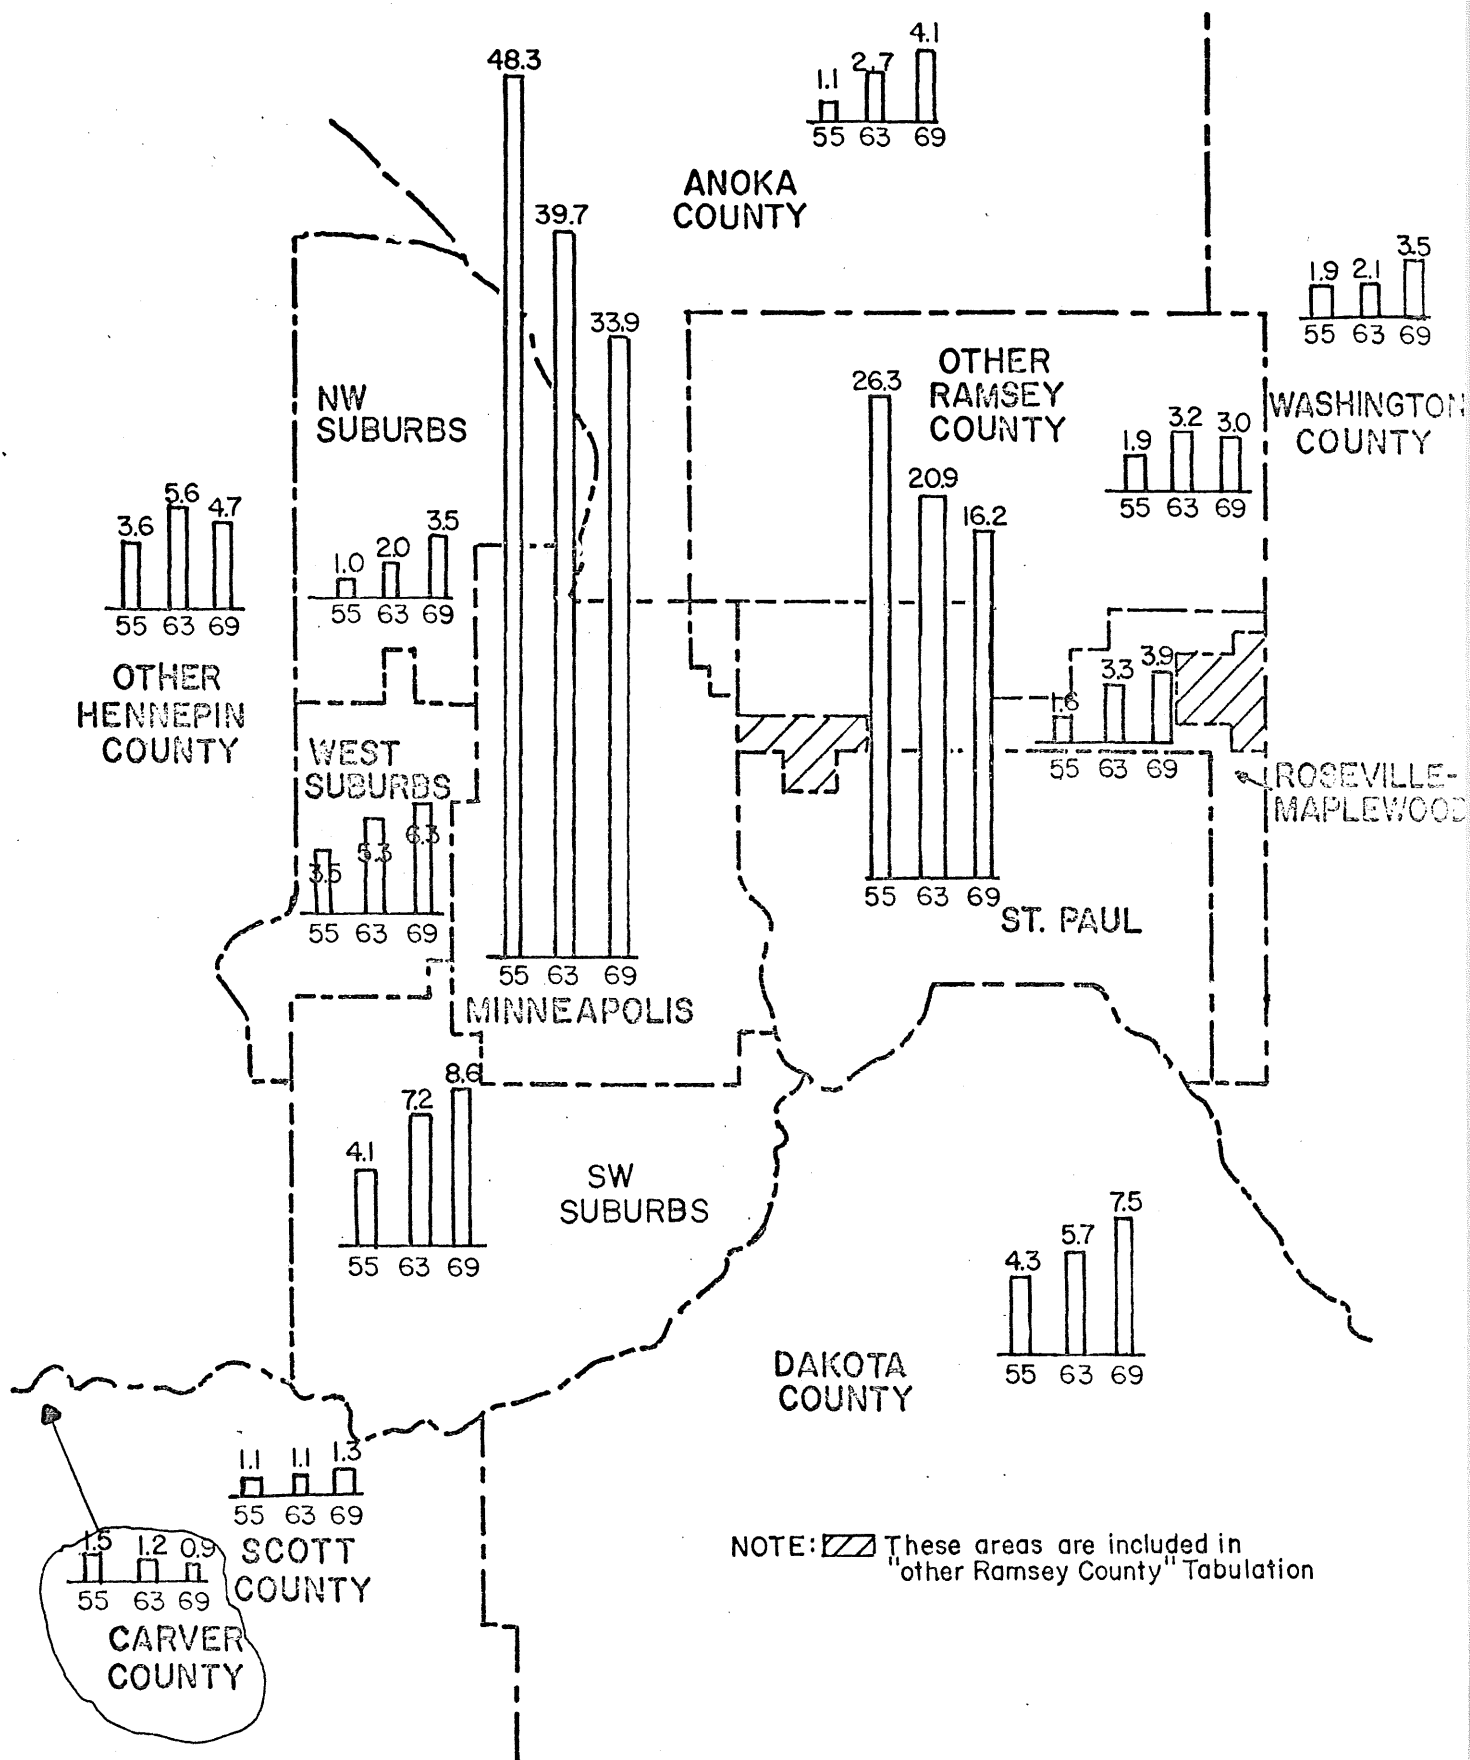 4.1
2.7
1.1
55 63 69
ANOKA
COUNTY
48.3
39.7
33.9
55 63 69
MINNEAPOLIS
1.9 2.1 3.5
55 63 69
WASHINGTON
COUNTY
OTHER
RAMSEY
COUNTY
1.9 3.2 3.0
55 63 69
26.3
20.9
16.2
55 63 69
ST. PAUL
NW
SUBURBS
1.0 2.0 3.5
55 63 69
3.6 5.6 4.7
55 63 69
OTHER
HENNEPIN
COUNTY
WEST
SUBURBS
3.5 5.3 6.3
55 63 69
1.6 3.3 3.9
55 63 69
ROSEVILLE-
MAPLEWOOD
4.1 7.2 8.6
55 63 69
SW
SUBURBS
4.3 5.7 7.5
55 63 69
DAKOTA
COUNTY
1.1 1.1 1.3
55 63 69
SCOTT
COUNTY
1.5 1.2 0.9
55 63 69
CARVER
COUNTY
NOTE: These areas are included in
"other Ramsey County" Tabulation